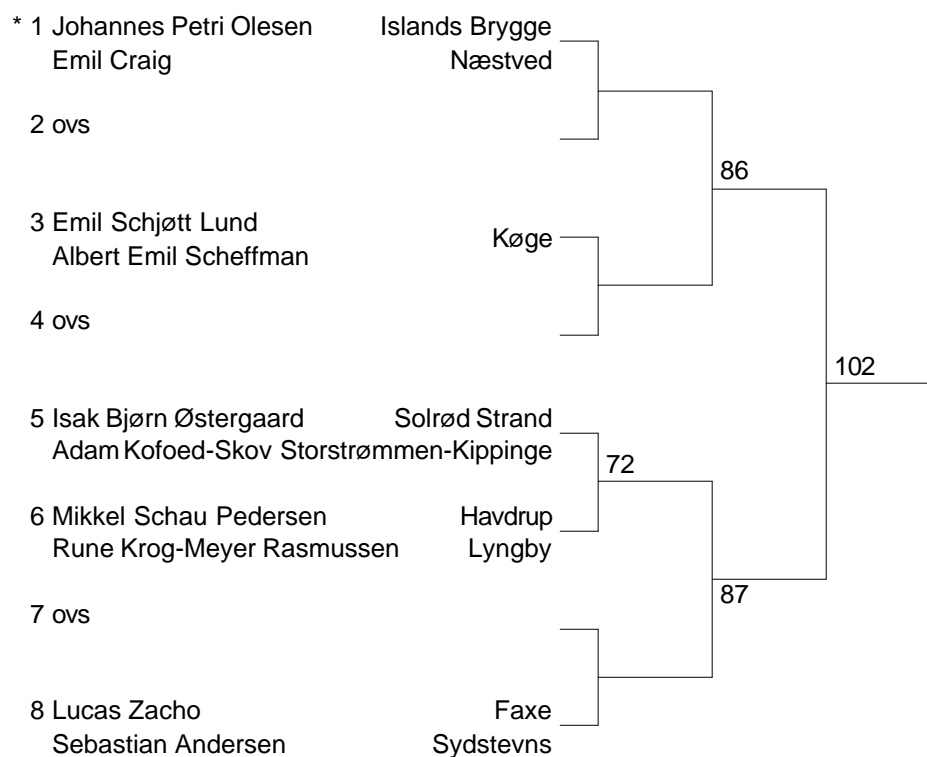 * 1 Johannes Petri Olesen Islands Brygge
Emil Craig Næstved
2 ovs
86
3 Emil Schjøtt Lund
Køge
Albert Emil Scheffman
4 ovs
102
5 Isak Bjørn Østergaard Solrød Strand
Adam Kofoed-Skov Storstrømmen-Kippinge
72
6 Mikkel Schau Pedersen Havdrup
Rune Krog-Meyer Rasmussen Lyngby
87
7 ovs
8 Lucas Zacho Faxe
Sebastian Andersen Sydstevns